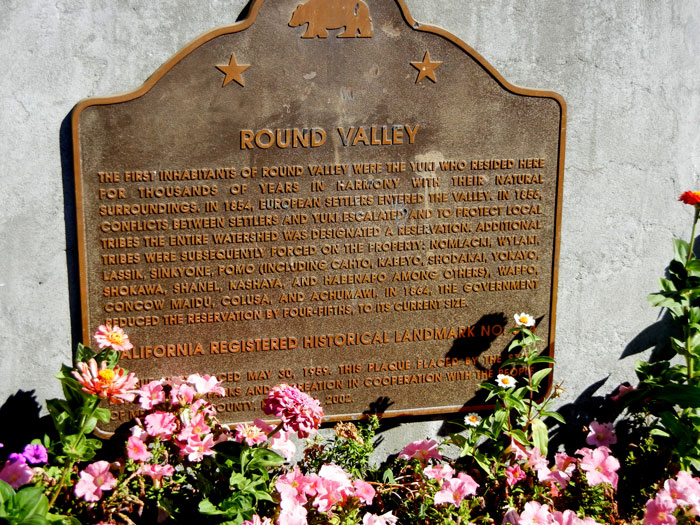 ROUND VALLEY
THE FIRST INHABITANTS OF ROUND VALLEY WERE THE YUKI WHO RESIDED HERE
FOR THOUSANDS OF YEARS IN HARMONY WITH THEIR NATURAL
SURROUNDINGS. IN 1854, EUROPEAN SETTLERS ENTERED THE VALLEY. IN 1856,
CONFLICTS BETWEEN SETTLERS AND YUKI ESCALATED AND TO PROTECT LOCAL
TRIBES THE ENTIRE WATERSHED WAS DESIGNATED A RESERVATION. ADDITIONAL
TRIBES WERE SUBSEQUENTLY FORCED ON THE PROPERTY: NOMLACKI, WYLAKI,
LASSIK, SINKYONE, POMO (INCLUDING CAHTO, KABEYO, SHODAKAI, YOKAYO,
SHOKAWA, SHANEL, KASHAYA, AND HABENAPO AMONG OTHERS), WAPPO,
CONCOW MAIDU, COLUSA, AND ACHUMAWI. IN 1864, THE GOVERNMENT
REDUCED THE RESERVATION BY FOUR-FIFTHS, TO ITS CURRENT SIZE.
CALIFORNIA REGISTERED HISTORICAL LANDMARK NO.
MAY 30, 1989. THIS PLAQUE PLACED BY THE
AND IN COOPERATION WITH THE PEOPLE
OF COUNTY, 2002.